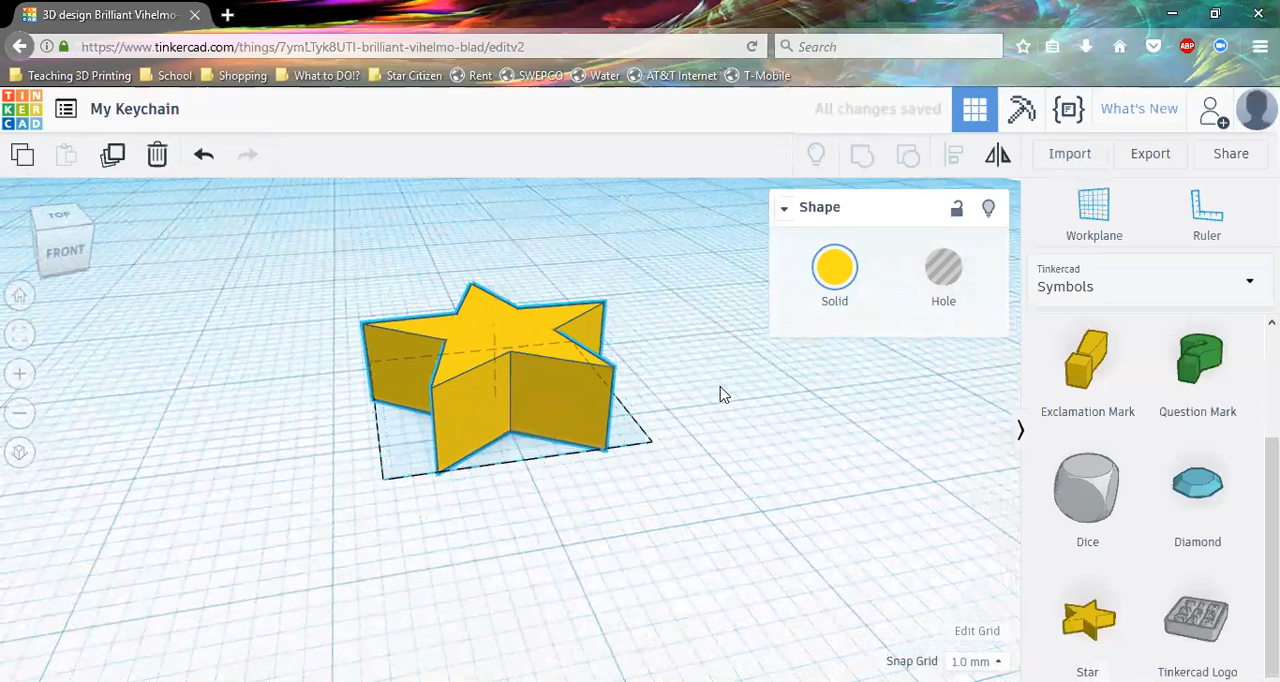 3D design Brilliant Vihelmo-
https://www.tinkercad.com/things/7ymLTyk8UTI-brilliant-vihelmo-blad/editv2
Search
ABP
Teaching 3D Printing
School
Shopping
What to DO!?
Star Citizen
Rent
SWEPCO
Water
AT&T Internet
T-Mobile
TIN
KER
CAD
My Keychain
All changes saved
What's New
Import
Export
Share
TOP
FRONT
Shape
Solid
Hole
Workplane
Ruler
Tinkercad
Symbols
Exclamation Mark
Question Mark
Dice
Diamond
Star
Tinkercad Logo
Edit Grid
Snap Grid
1.0 mm